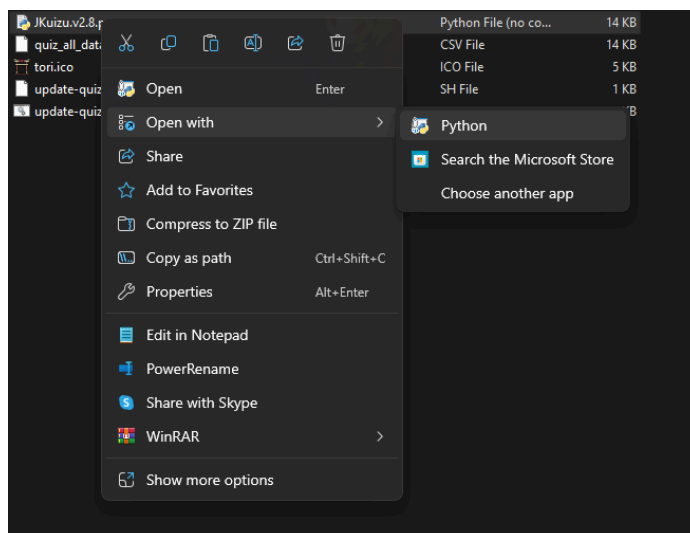 JKuizu.v2.8.p Python File (no co... 14 KB
quiz_all_dat CSV File 14 KB
tori.ico ICO File 5 KB
update-quiz SH File 1 KB
update-quiz KB
Open Enter
Open with
Python
Share
Search the Microsoft Store
Add to Favorites
Choose another app
Compress to ZIP file
Copy as path Ctrl+Shift+C
Properties Alt+Enter
Edit in Notepad
PowerRename
Share with Skype
WinRAR
Show more options